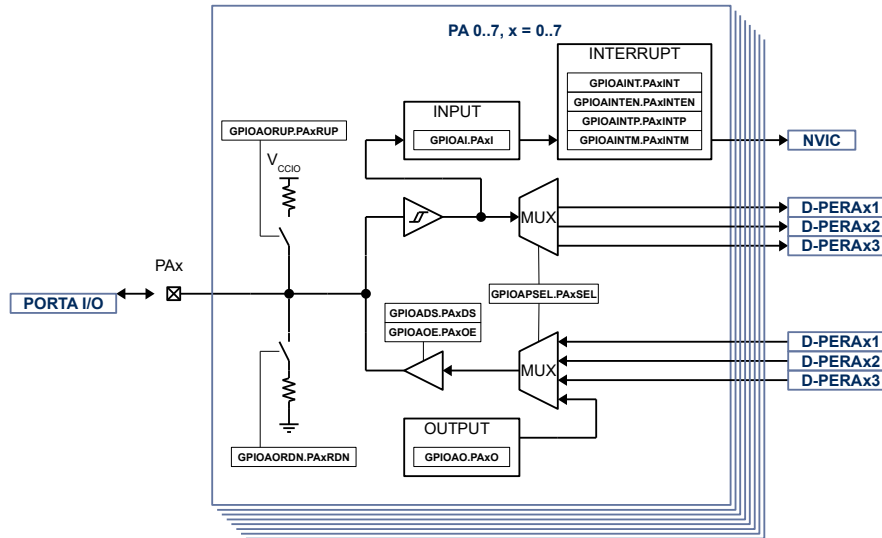 PA 0..7, x = 0..7
INTERRUPT
GPIOAINT.PAxINT
GPIOAINTEN.PAxINTEN
GPIOAINTP.PAxINTP
GPIOAINTM.PAxINTM
INPUT
GPIOAI.PAxI
NVIC
GPIOAORUP.PAxRUP
VCCIO
MUX
D-PERAx1
D-PERAx2
D-PERAx3
PAx
PORTA I/O
GPIOAPSEL.PAxSEL
GPIOADS.PAxDS
GPIOAOE.PAxOE
MUX
D-PERAx1
D-PERAx2
D-PERAx3
OUTPUT
GPIOAO.PAxO
GPIOAORDN.PAxRDN